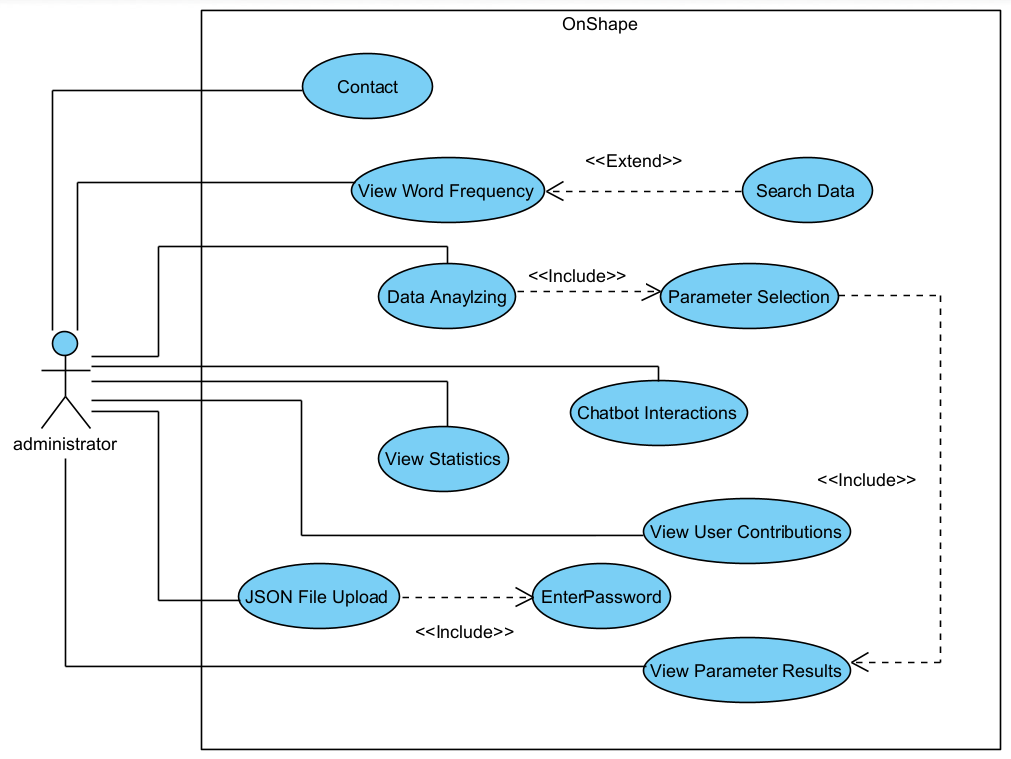 OnShape
Contact
<<Extend>>
View Word Frequency
Search Data
<<Include>>
Data Anaylzing
Parameter Selection
Chatbot Interactions
administrator
View Statistics
<<Include>>
View User Contributions
JSON File Upload
EnterPassword
<<Include>>
View Parameter Results